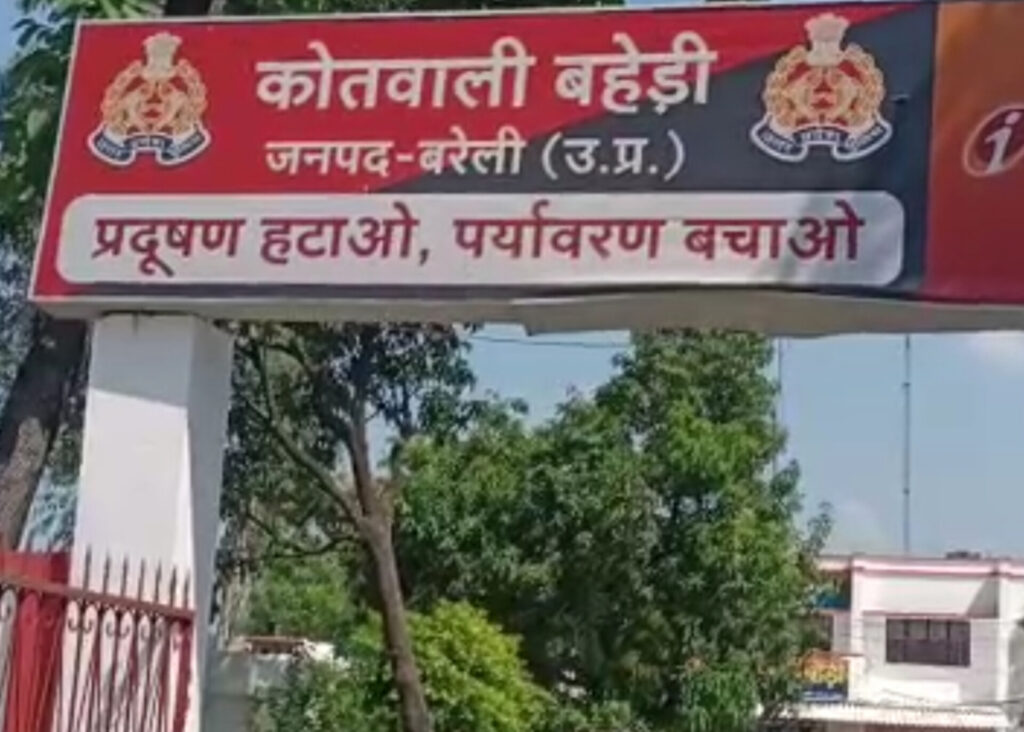 कोतवाली बहेड़ी
जनपद-बरेली (उ.प्र.)
प्रदूषण हटाओ, पर्यावरण बचाओ
i